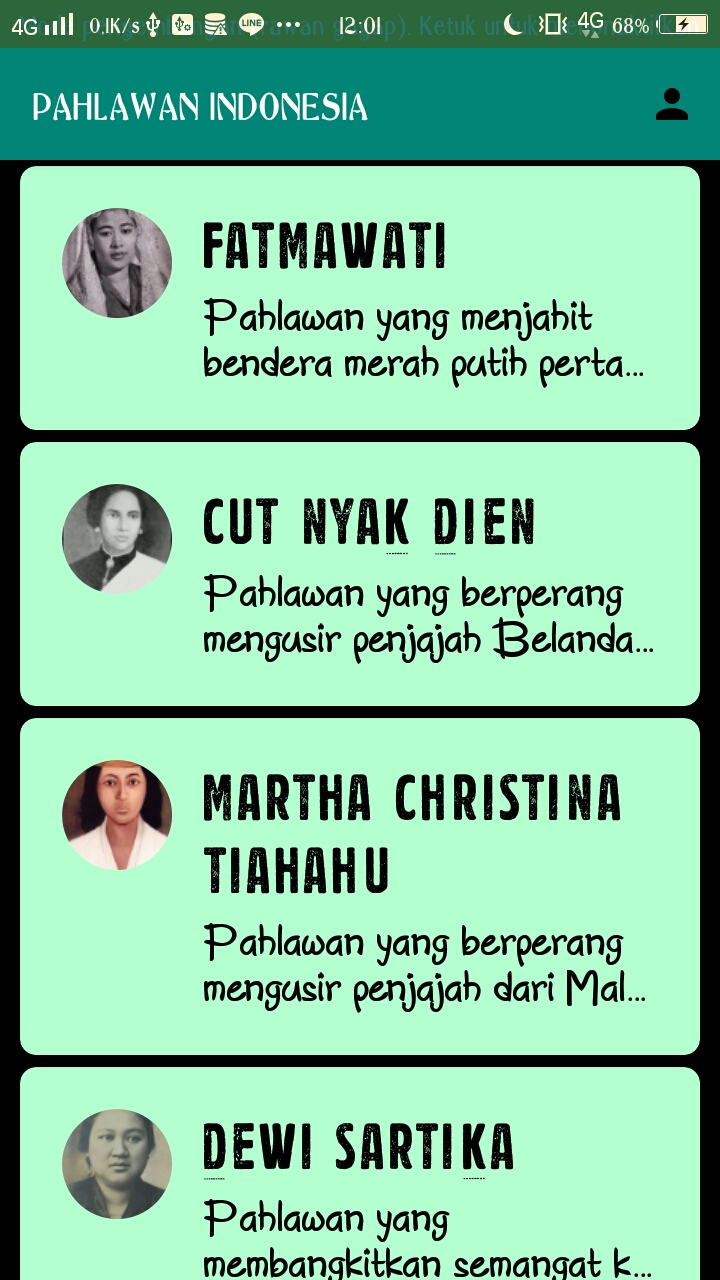 4G 0.1K/s LINE ... 12:01 4G 68%
PAHLAWAN INDONESIA
FATMAWATI
Pahlawan yang menjahit
bendera merah putih perta...
CUT NYAK DIEN
Pahlawan yang berperang
mengusir penjajah Belanda...
MARTHA CHRISTINA
TIAHAHU
Pahlawan yang berperang
mengusir penjajah dari Mal...
DEWI SARTIKA
Pahlawan yang
membangkitkan semangat k...